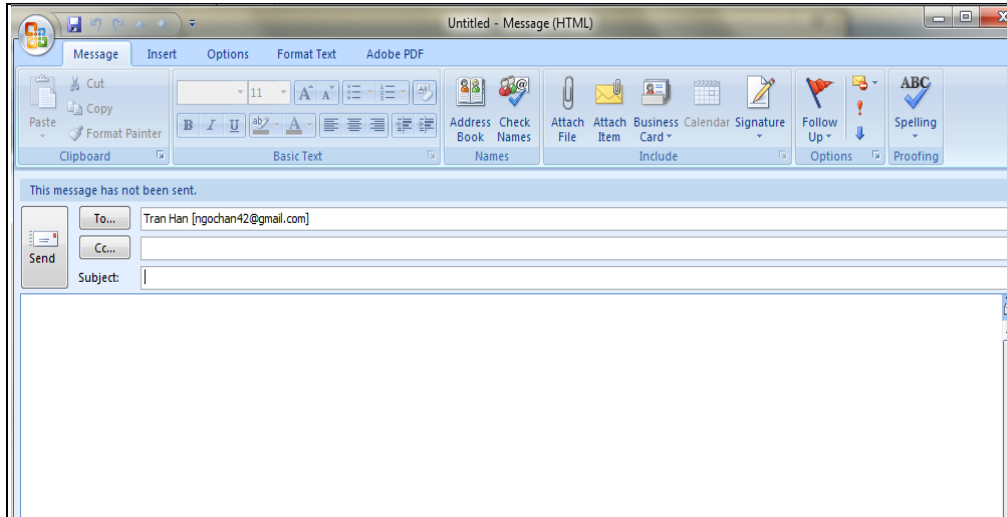 Untitled - Message (HTML)
Message Insert Options Format Text Adobe PDF
Paste
Cut
Copy
Format Painter
Clipboard
11
A A
B I U ab A
Basic Text
Address Book
Check Names
Names
Attach File
Attach Item
Business Card
Calendar
Signature
Include
Follow Up
Options
ABC
Spelling
Proofing
This message has not been sent.
Send
To... Tran Han [ngochan42@gmail.com]
Cc...
Subject: